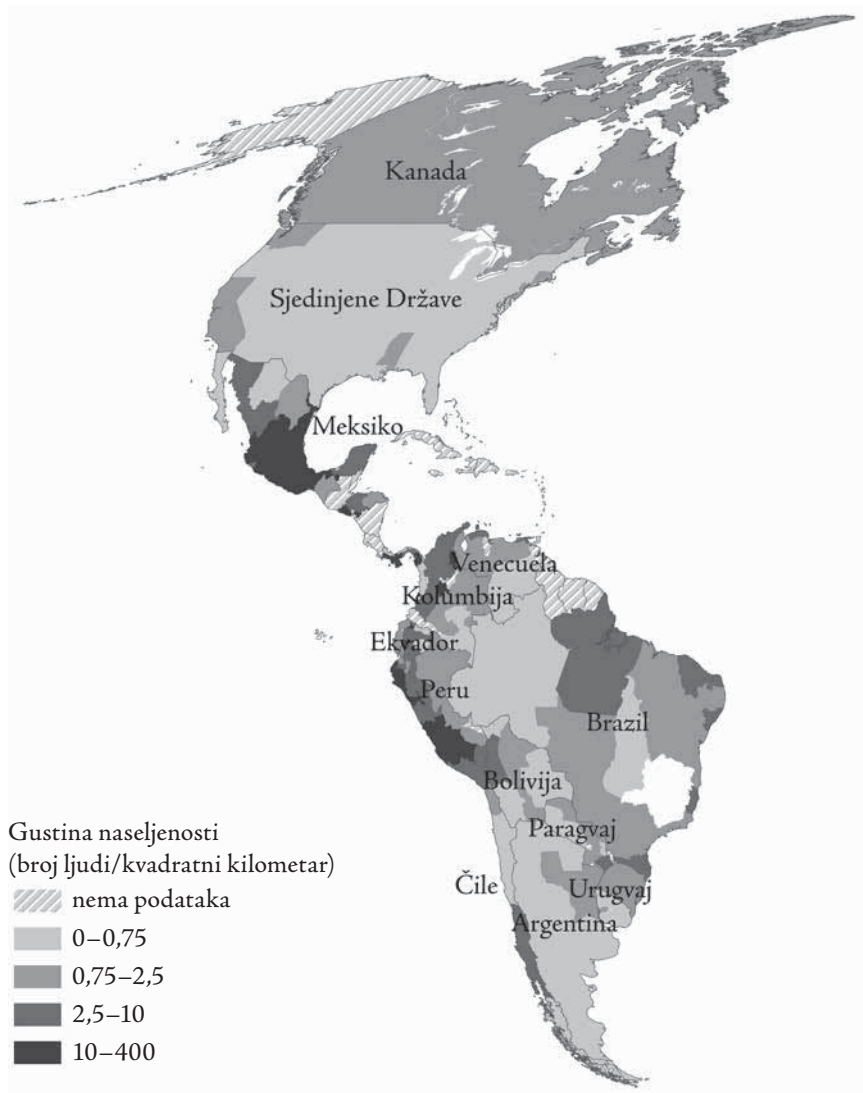 Kanada
Sjedinjene Države
Meksiko
Venecuela
Kolumbija
Ekvador
Peru
Brazil
Bolivija
Paragvaj
Čile
Urugvaj
Argentina
Gustina naseljenosti
(broj ljudi/kvadratni kilometar)
nema podataka
0–0,75
0,75–2,5
2,5–10
10–400